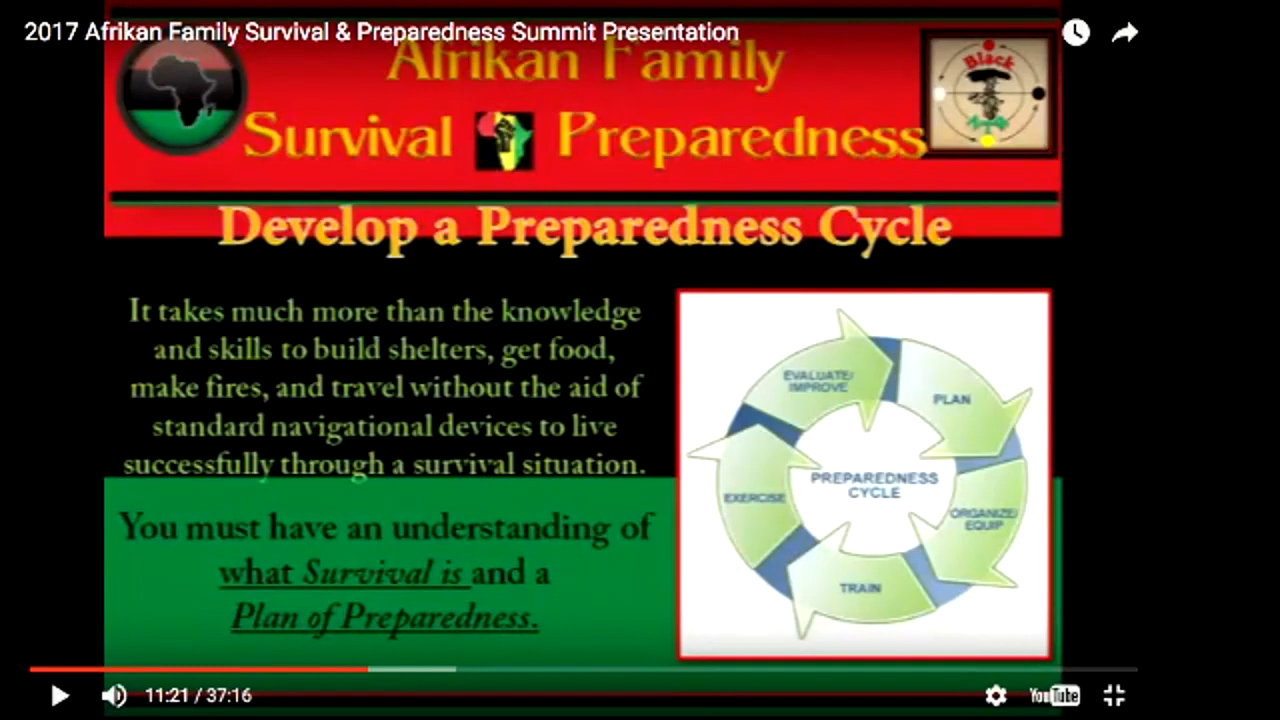 2017 Afrikan Family Survival & Preparedness Summit Presentation
Afrikan Family
Survival Preparedness
Black
Develop a Preparedness Cycle
It takes much more than the knowledge
and skills to build shelters, get food,
make fires, and travel without the aid of
standard navigational devices to live
successfully through a survival situation.
You must have an understanding of
what Survival is and a
Plan of Preparedness.
EVALUATE/
IMPROVE
PLAN
PREPAREDNESS
CYCLE
EXERCISE
ORGANIZE/
EQUIP
TRAIN
11:21 / 37:16
YouTube